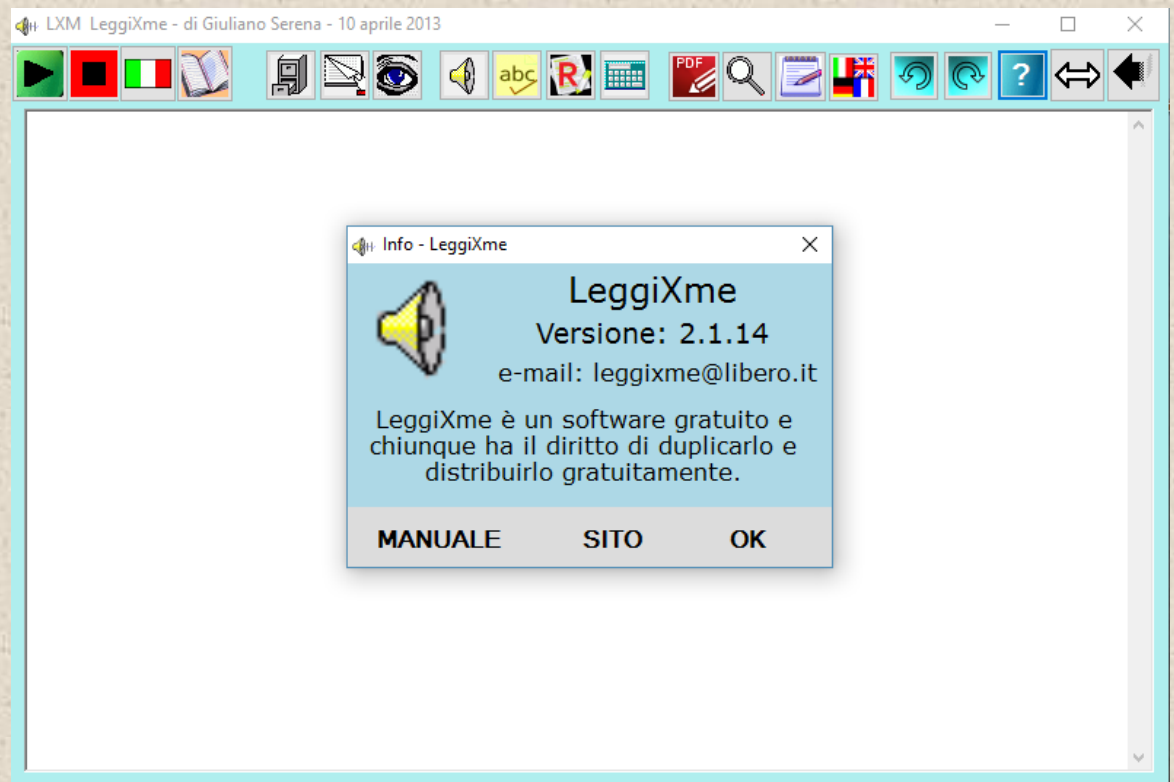 LXM LeggiXme - di Giuliano Serena - 10 aprile 2013
abc
R
PDF
?
Info - LeggiXme
LeggiXme
Versione: 2.1.14
e-mail: leggixme@libero.it
LeggiXme è un software gratuito e
chiunque ha il diritto di duplicarlo e
distribuirlo gratuitamente.
MANUALE SITO OK